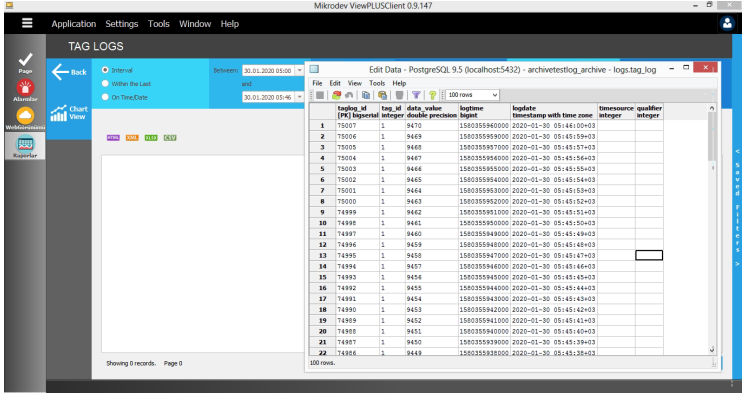 Mikrodev ViewPLUSClient 0.9.147
Application Settings Tools Window Help
TAG LOGS
Page
Alarmlar
Raporlar
Back
Chart View
Interval
Within the Last
On Time/Date
Between: 30.01.2020 05:00
and
30.01.2020 05:46
HTML XML XLSX CSV
Showing 0 records. Page 0
< Saved Filters >
Edit Data - PostgreSQL 9.5 (localhost:5432) - archivetestlog_archive - logs.tag_log
File Edit View Tools Help
100 rows
taglog_id tag_id data_value logtime logdate timesource qualifier
[PK] bigserial integer double precision bigint timestamp with time zone integer integer
1 75007 1 9470 1580355960000 2020-01-30 05:46:00+03
2 75006 1 9469 1580355959000 2020-01-30 05:45:59+03
3 75005 1 9468 1580355957000 2020-01-30 05:45:57+03
4 75004 1 9467 1580355956000 2020-01-30 05:45:56+03
5 75003 1 9466 1580355955000 2020-01-30 05:45:55+03
6 75002 1 9465 1580355954000 2020-01-30 05:45:54+03
7 75001 1 9464 1580355953000 2020-01-30 05:45:53+03
8 75000 1 9463 1580355952000 2020-01-30 05:45:52+03
9 74999 1 9462 1580355951000 2020-01-30 05:45:51+03
10 74998 1 9461 1580355950000 2020-01-30 05:45:50+03
11 74997 1 9460 1580355949000 2020-01-30 05:45:49+03
12 74996 1 9459 1580355948000 2020-01-30 05:45:48+03
13 74995 1 9458 1580355947000 2020-01-30 05:45:47+03
14 74994 1 9457 1580355946000 2020-01-30 05:45:46+03
15 74993 1 9456 1580355945000 2020-01-30 05:45:45+03
16 74992 1 9455 1580355944000 2020-01-30 05:45:44+03
17 74991 1 9454 1580355943000 2020-01-30 05:45:43+03
18 74990 1 9453 1580355942000 2020-01-30 05:45:42+03
19 74989 1 9452 1580355941000 2020-01-30 05:45:41+03
20 74988 1 9451 1580355940000 2020-01-30 05:45:40+03
21 74987 1 9450 1580355939000 2020-01-30 05:45:39+03
22 74986 1 9449 1580355938000 2020-01-30 05:45:38+03
100 rows.